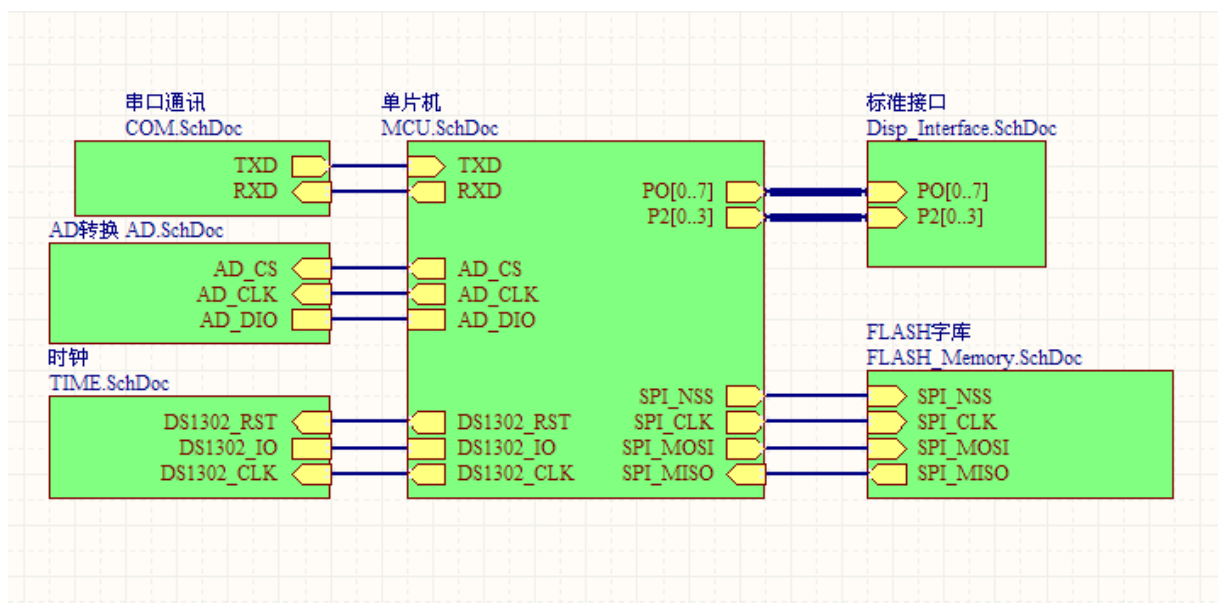 串口通讯
COM.SchDoc
TXD
RXD
AD转换 AD.SchDoc
AD_CS
AD_CLK
AD_DIO
时钟
TIME.SchDoc
DS1302_RST
DS1302_IO
DS1302_CLK
单片机
MCU.SchDoc
TXD
RXD
AD_CS
AD_CLK
AD_DIO
DS1302_RST
DS1302_IO
DS1302_CLK
PO[0..7]
P2[0..3]
SPI_NSS
SPI_CLK
SPI_MOSI
SPI_MISO
标准接口
Disp_Interface.SchDoc
PO[0..7]
P2[0..3]
FLASH字库
FLASH_Memory.SchDoc
SPI_NSS
SPI_CLK
SPI_MOSI
SPI_MISO